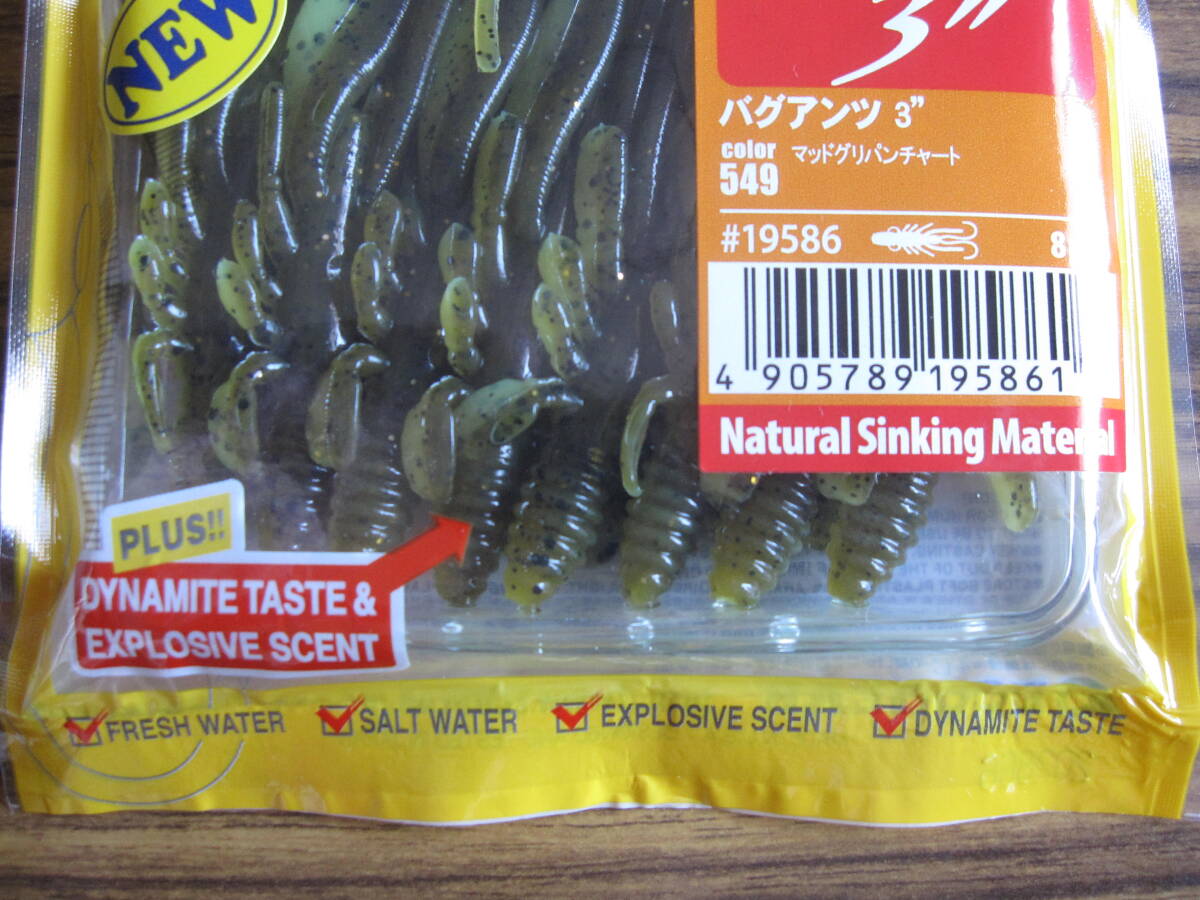 NEW
3"
バグアンツ 3"
color マッドグリパンチャート
549
#19586
8
4 905789 195861
Natural Sinking Material
PLUS!!
DYNAMITE TASTE &
EXPLOSIVE SCENT
FRESH WATER SALT WATER EXPLOSIVE SCENT DYNAMITE TASTE